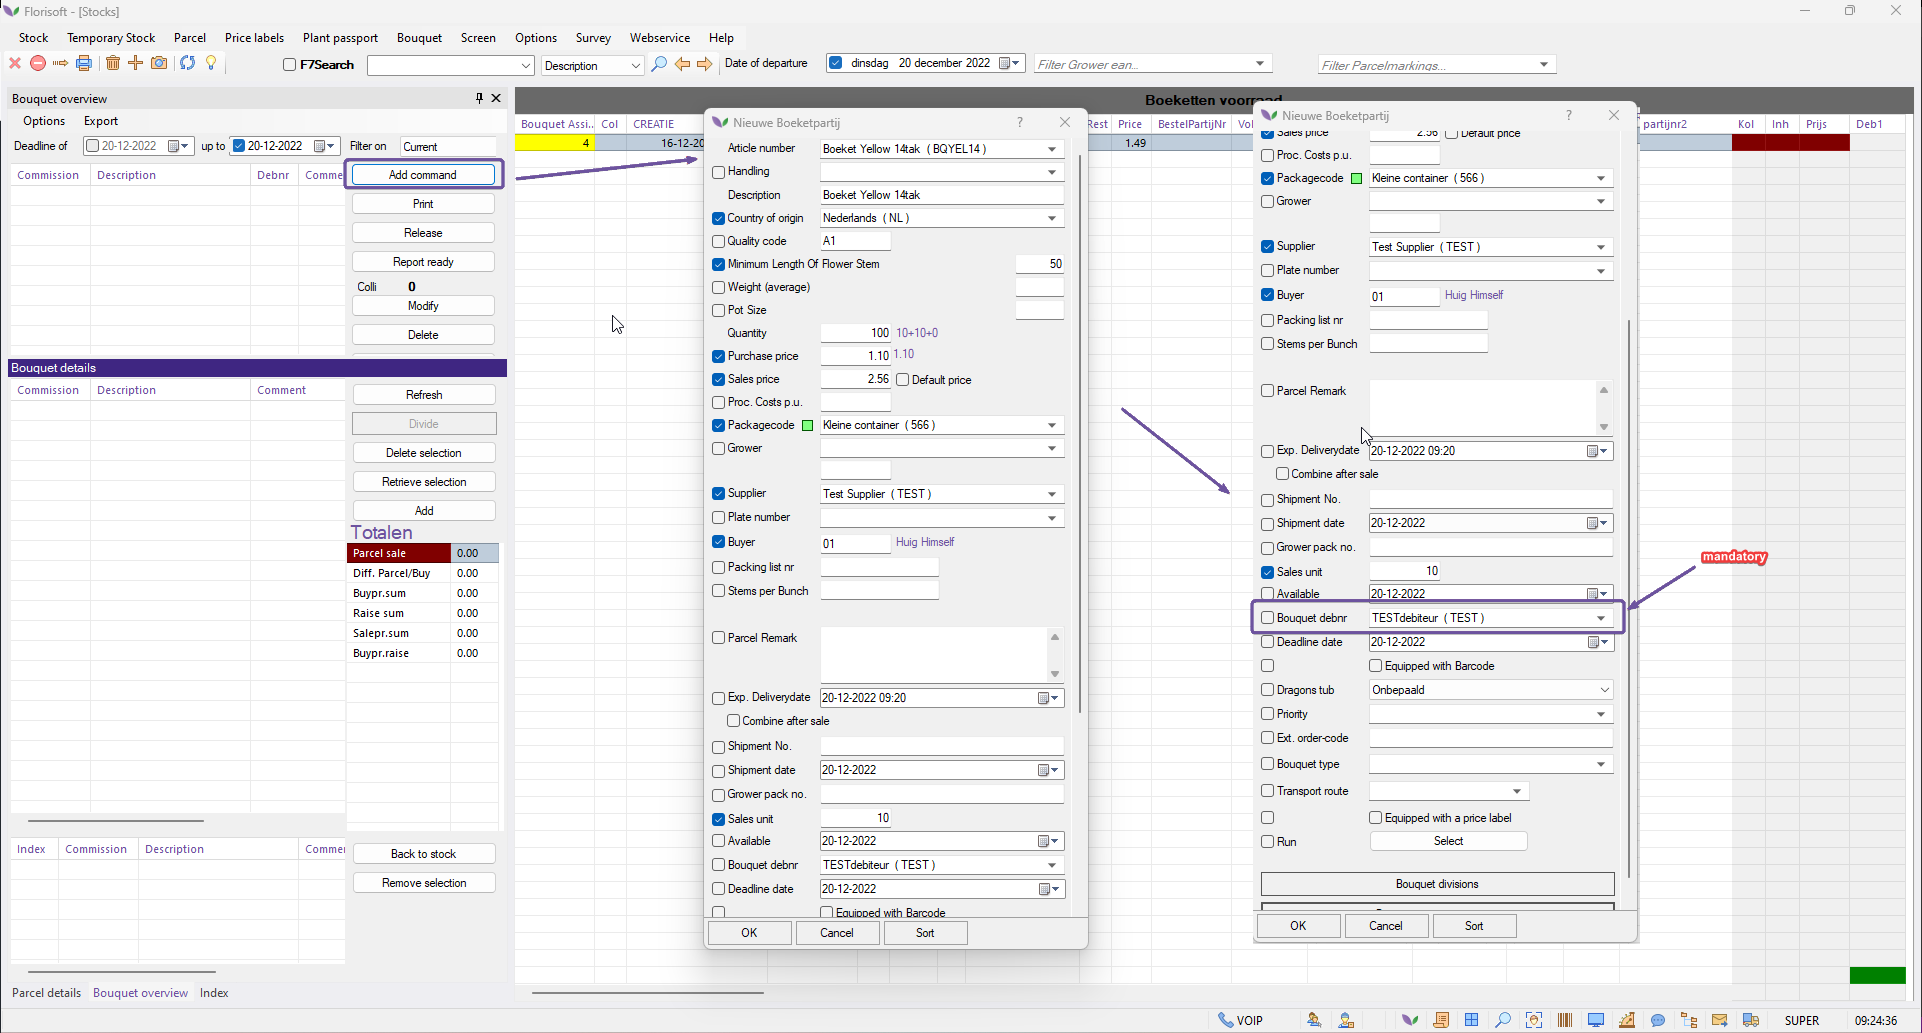 Florisoft - [Stocks]
Stock Temporary Stock Parcel Price labels Plant passport Bouquet Screen Options Survey Webservice Help
F7Search Description Date of departure dinsdag 20 december 2022 Filter Grower ean... Filter Parcelmarkings...
Bouquet overview
Options Export
Deadline of 20-12-2022 up to 20-12-2022 Filter on Current
Commission Description Debnr Comme
Add command
Print
Release
Report ready
Colli 0
Modify
Delete
Bouquet details
Commission Description Comment
Refresh
Divide
Delete selection
Retrieve selection
Add
Totalen
Parcel sale 0.00
Diff. Parcel/Buy 0.00
Buypr.sum 0.00
Raise sum 0.00
Salepr.sum 0.00
Buypr.raise 0.00
Index Commission Description Commer
Back to stock
Remove selection
Parcel details Bouquet overview Index
Boeketten voorraad
Bouquet Assi.. Col CREATIE Rest Price BestelPartijNr Vol partijnr2 Kol Inh Prijs Deb1
4 16-12-20 1.49
Nieuwe Boeketpartij ?
Article number Boeket Yellow 14tak ( BQYEL14 )
Handling
Description Boeket Yellow 14tak
Country of origin Nederlands ( NL )
Quality code A1
Minimum Length Of Flower Stem 50
Weight (average)
Pot Size
Quantity 100 10+10+0
Purchase price 1.10 1.10
Sales price 2.56 Default price
Proc. Costs p.u.
Packagecode Kleine container ( 566 )
Grower
Supplier Test Supplier ( TEST )
Plate number
Buyer 01 Huig Himself
Packing list nr
Stems per Bunch
Parcel Remark
Exp. Deliverydate 20-12-2022 09:20
Combine after sale
Shipment No.
Shipment date 20-12-2022
Grower pack no.
Sales unit 10
Available 20-12-2022
Bouquet debnr TESTdebiteur ( TEST )
Deadline date 20-12-2022
Equipped with Barcode
OK Cancel Sort
Nieuwe Boeketpartij ?
Sales price 2.56 Default price
Proc. Costs p.u.
Packagecode Kleine container ( 566 )
Grower
Supplier Test Supplier ( TEST )
Plate number
Buyer 01 Huig Himself
Packing list nr
Stems per Bunch
Parcel Remark
Exp. Deliverydate 20-12-2022 09:20
Combine after sale
Shipment No.
Shipment date 20-12-2022
Grower pack no.
Sales unit 10
Available 20-12-2022
Bouquet debnr TESTdebiteur ( TEST )
Deadline date 20-12-2022
Equipped with Barcode
Dragons tub Onbepaald
Priority
Ext. order-code
Bouquet type
Transport route
Equipped with a price label
Run Select
Bouquet divisions
OK Cancel Sort
mandatory
VOIP SUPER 09:24:36